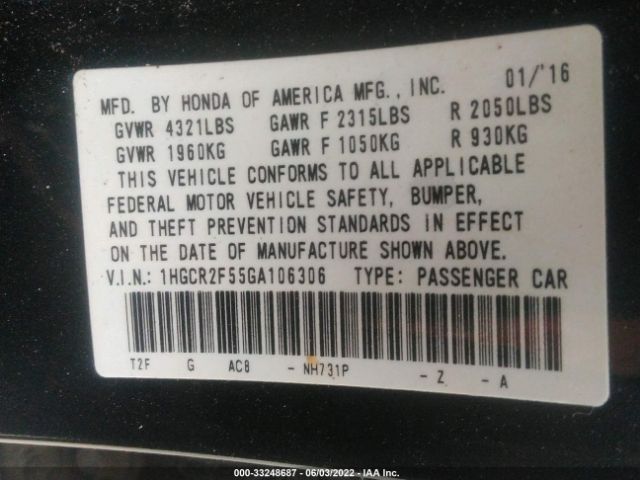 MFD. BY HONDA OF AMERICA MFG., INC. 01/'16
GVWR 4321LBS GAWR F 2315LBS R 2050LBS
GVWR 1960KG GAWR F 1050KG R 930KG
THIS VEHICLE CONFORMS TO ALL APPLICABLE
FEDERAL MOTOR VEHICLE SAFETY, BUMPER,
AND THEFT PREVENTION STANDARDS IN EFFECT
ON THE DATE OF MANUFACTURE SHOWN ABOVE.
V.I.N.: 1HGCR2F55GA106306 TYPE: PASSENGER CAR
T2F G AC8 - NH731P - Z - A
000-33248687 - 06/03/2022 - IAA Inc.